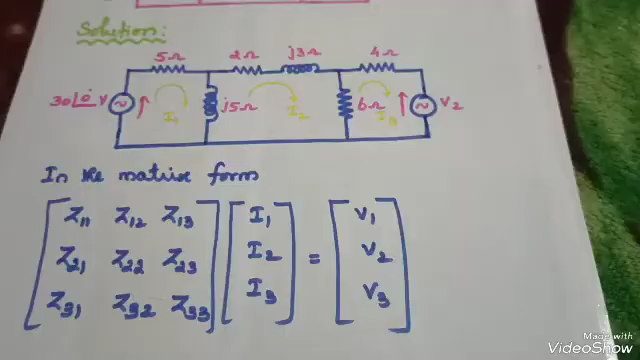 Solution:
5Ω 2Ω j3Ω 4Ω
30∠0° V I1 j5Ω I2 6Ω I3 V2
In the matrix form
Z11 Z12 Z13 I1 V1
Z21 Z22 Z23 I2 = V2
Z31 Z32 Z33 I3 V3
Made with
VideoShow